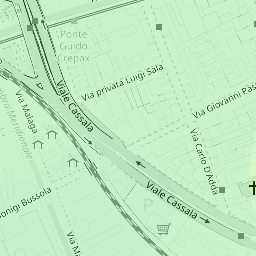 Ponte
Guido
Crepax
Via privata Luigi Sala
Viale Cassala
Via Giovanni Pas
Via Malaga
Via Carlo D'Adda
onigi Bussola
Viale Cassala
P
Via M